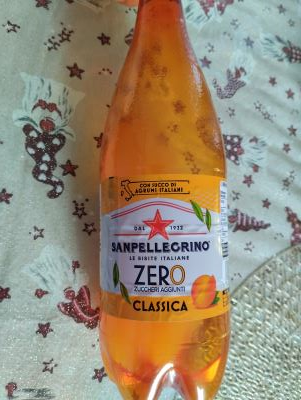 CON SUCCO DI
AGRUMI ITALIANI
DAL 1932
SANPELLEGRINO
LE BIBITE ITALIANE
ZERO
ZUCCHERI AGGIUNTI
CLASSICA